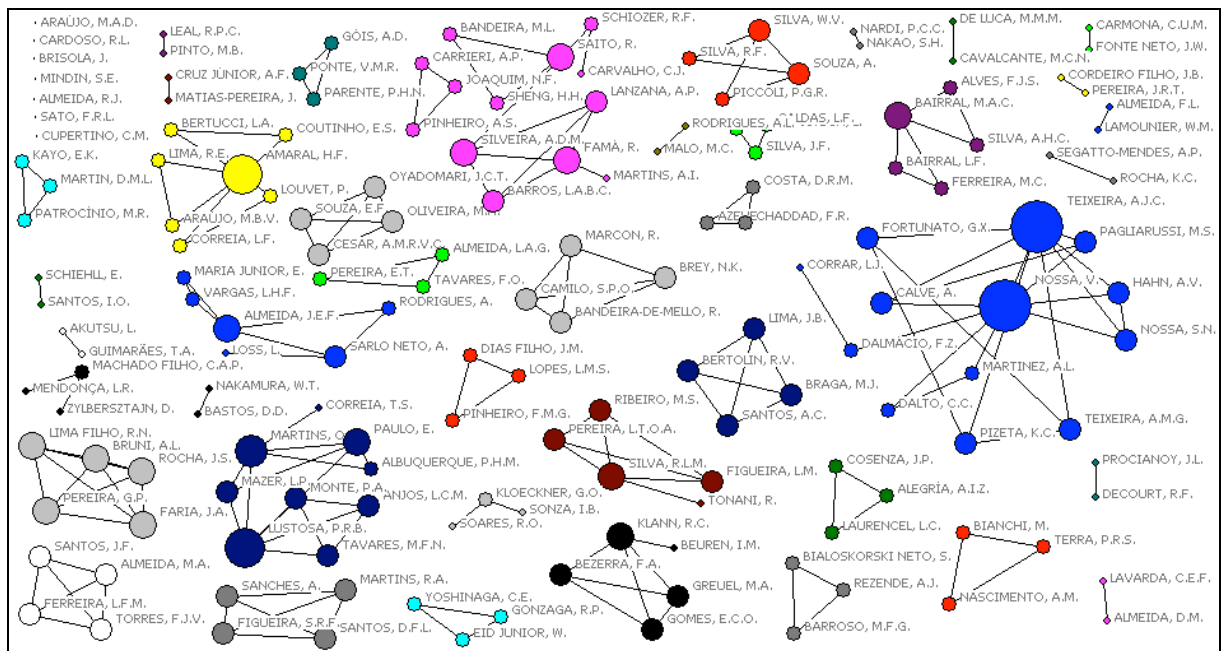 ARAÚJO, M.A.D.
CARDOSO, R.L.
BRISOLA, J.
MINDIN, S.E.
ALMEIDA, R.J.
SATO, F.R.L.
CUPERTINO, C.M.
LEAL, R.P.C.
PINTO, M.B.
CRUZ JÚNIOR, A.F.
MATIAS-PEREIRA, J.
GÓIS, A.D.
PONTE, V.M.R.
PARENTE, P.H.N.
BANDEIRA, M.L.
SCHIOZER, R.F.
SAITO, R.
CARRIERI, A.P.
JOAQUIM, N.F.
CARVALHO, C.J.
SHENG, H.H.
PINHEIRO, A.S.
LANZANA, A.P.
SILVA, W.V.
SILVA, R.F.
SOUZA, A.
PICCOLI, P.G.R.
NARDI, P.C.C.
NAKAO, S.H.
DE LUCA, M.M.M.
CAVALCANTE, M.C.N.
CARMONA, C.U.M.
FONTE NETO, J.W.
CORDEIRO FILHO, J.B.
PEREIRA, J.R.T.
ALVES, F.J.S.
BAIRRAL, M.A.C.
ALMEIDA, F.L.
LAMOUNIER, W.M.
SILVA, A.H.C.
BAIRRAL, L.F.
FERREIRA, M.C.
SEGATTO-MENDES, A.P.
ROCHA, K.C.
BERTUCCI, L.A.
COUTINHO, E.S.
LIMA, R.E.
AMARAL, H.F.
LOUVET, P.
ARAÚJO, M.B.V.
CORREIA, L.F.
KAYO, E.K.
MARTIN, D.M.L.
PATROCÍNIO, M.R.
SILVEIRA, A.D.M.
FAMÁ, R.
BARROS, L.A.B.C.
MARTINS, A.I.
RODRIGUES, A.L.
MALO, M.C.
SILVA, J.F.
OYADOMARI, J.C.T.
SOUZA, E.F.
CESAR, A.M.R.V.C.
COSTA, D.R.M.
TEIXEIRA, A.J.C.
FORTUNATO, G.X.
PAGLIARUSSI, M.S.
CORRAR, L.J.
NOSSA, V.
CALVE, A.
HAHN, A.V.
NOSSA, S.N.
DALMÁCIO, F.Z.
MARTINEZ, A.L.
DALTO, C.C.
PIZETA, K.C.
TEIXEIRA, A.M.G.
ALMEIDA, L.A.G.
PEREIRA, E.T.
TAVARES, F.O.
MARCON, R.
BREY, N.K.
CAMILO, S.P.O.
BANDEIRA-DE-MELLO, R.
SCHIEHLL, E.
SANTOS, I.O.
MARIA JUNIOR, E.
VARGAS, L.H.F.
RODRIGUES, A.
ALMEIDA, J.E.F.
LOSS, L.
SARLO NETO, A.
AKUTSU, L.
GUIMARÃES, T.A.
MACHADO FILHO, C.A.P.
MENDONÇA, L.R.
ZYLBERSZTAJN, D.
NAKAMURA, W.T.
BASTOS, D.D.
LIMA, J.B.
BERTOLIN, R.V.
BRAGA, M.J.
SANTOS, A.C.
DIAS FILHO, J.M.
LOPES, L.M.S.
PINHEIRO, F.M.G.
CORREIA, T.S.
LIMA FILHO, R.N.
BRUNI, A.L.
ROCHA, J.S.
PEREIRA, G.P.
FARIA, J.A.
PAULO, E.
ALBUQUERQUE, P.H.M.
MAZER, L.P.
MONTE, P.A.
ANJOS, L.C.M.
LUSTOSA, P.R.B.
TAVARES, M.F.N.
KLOECKNER, G.O.
SONZA, I.B.
SOARES, R.O.
RIBEIRO, M.S.
PEREIRA, L.T.O.A.
SILVA, R.L.M.
FIGUEIRA, L.M.
TONANI, R.
COSENZA, J.P.
ALEGRÍA, A.I.Z.
LAURENCEL, L.C.
PROCIANOY, J.L.
DECOURT, R.F.
SANTOS, J.F.
ALMEIDA, M.A.
FERREIRA, L.F.M.
TORRES, F.J.V.
SANCHES, A.
MARTINS, R.A.
FIGUEIRA, S.R.F.
SANTOS, D.F.L.
YOSHINAGA, C.E.
GONZAGA, R.P.
EID JUNIOR, W.
KLANN, R.C.
BEUREN, I.M.
BEZERRA, F.A.
GREUEL, M.A.
GOMES, E.C.O.
BIALOSKORSKI NETO, S.
REZENDE, A.J.
BARROSO, M.F.G.
BIANCHI, M.
TERRA, P.R.S.
NASCIMENTO, A.M.
LAVARDA, C.E.F.
ALMEIDA, D.M.